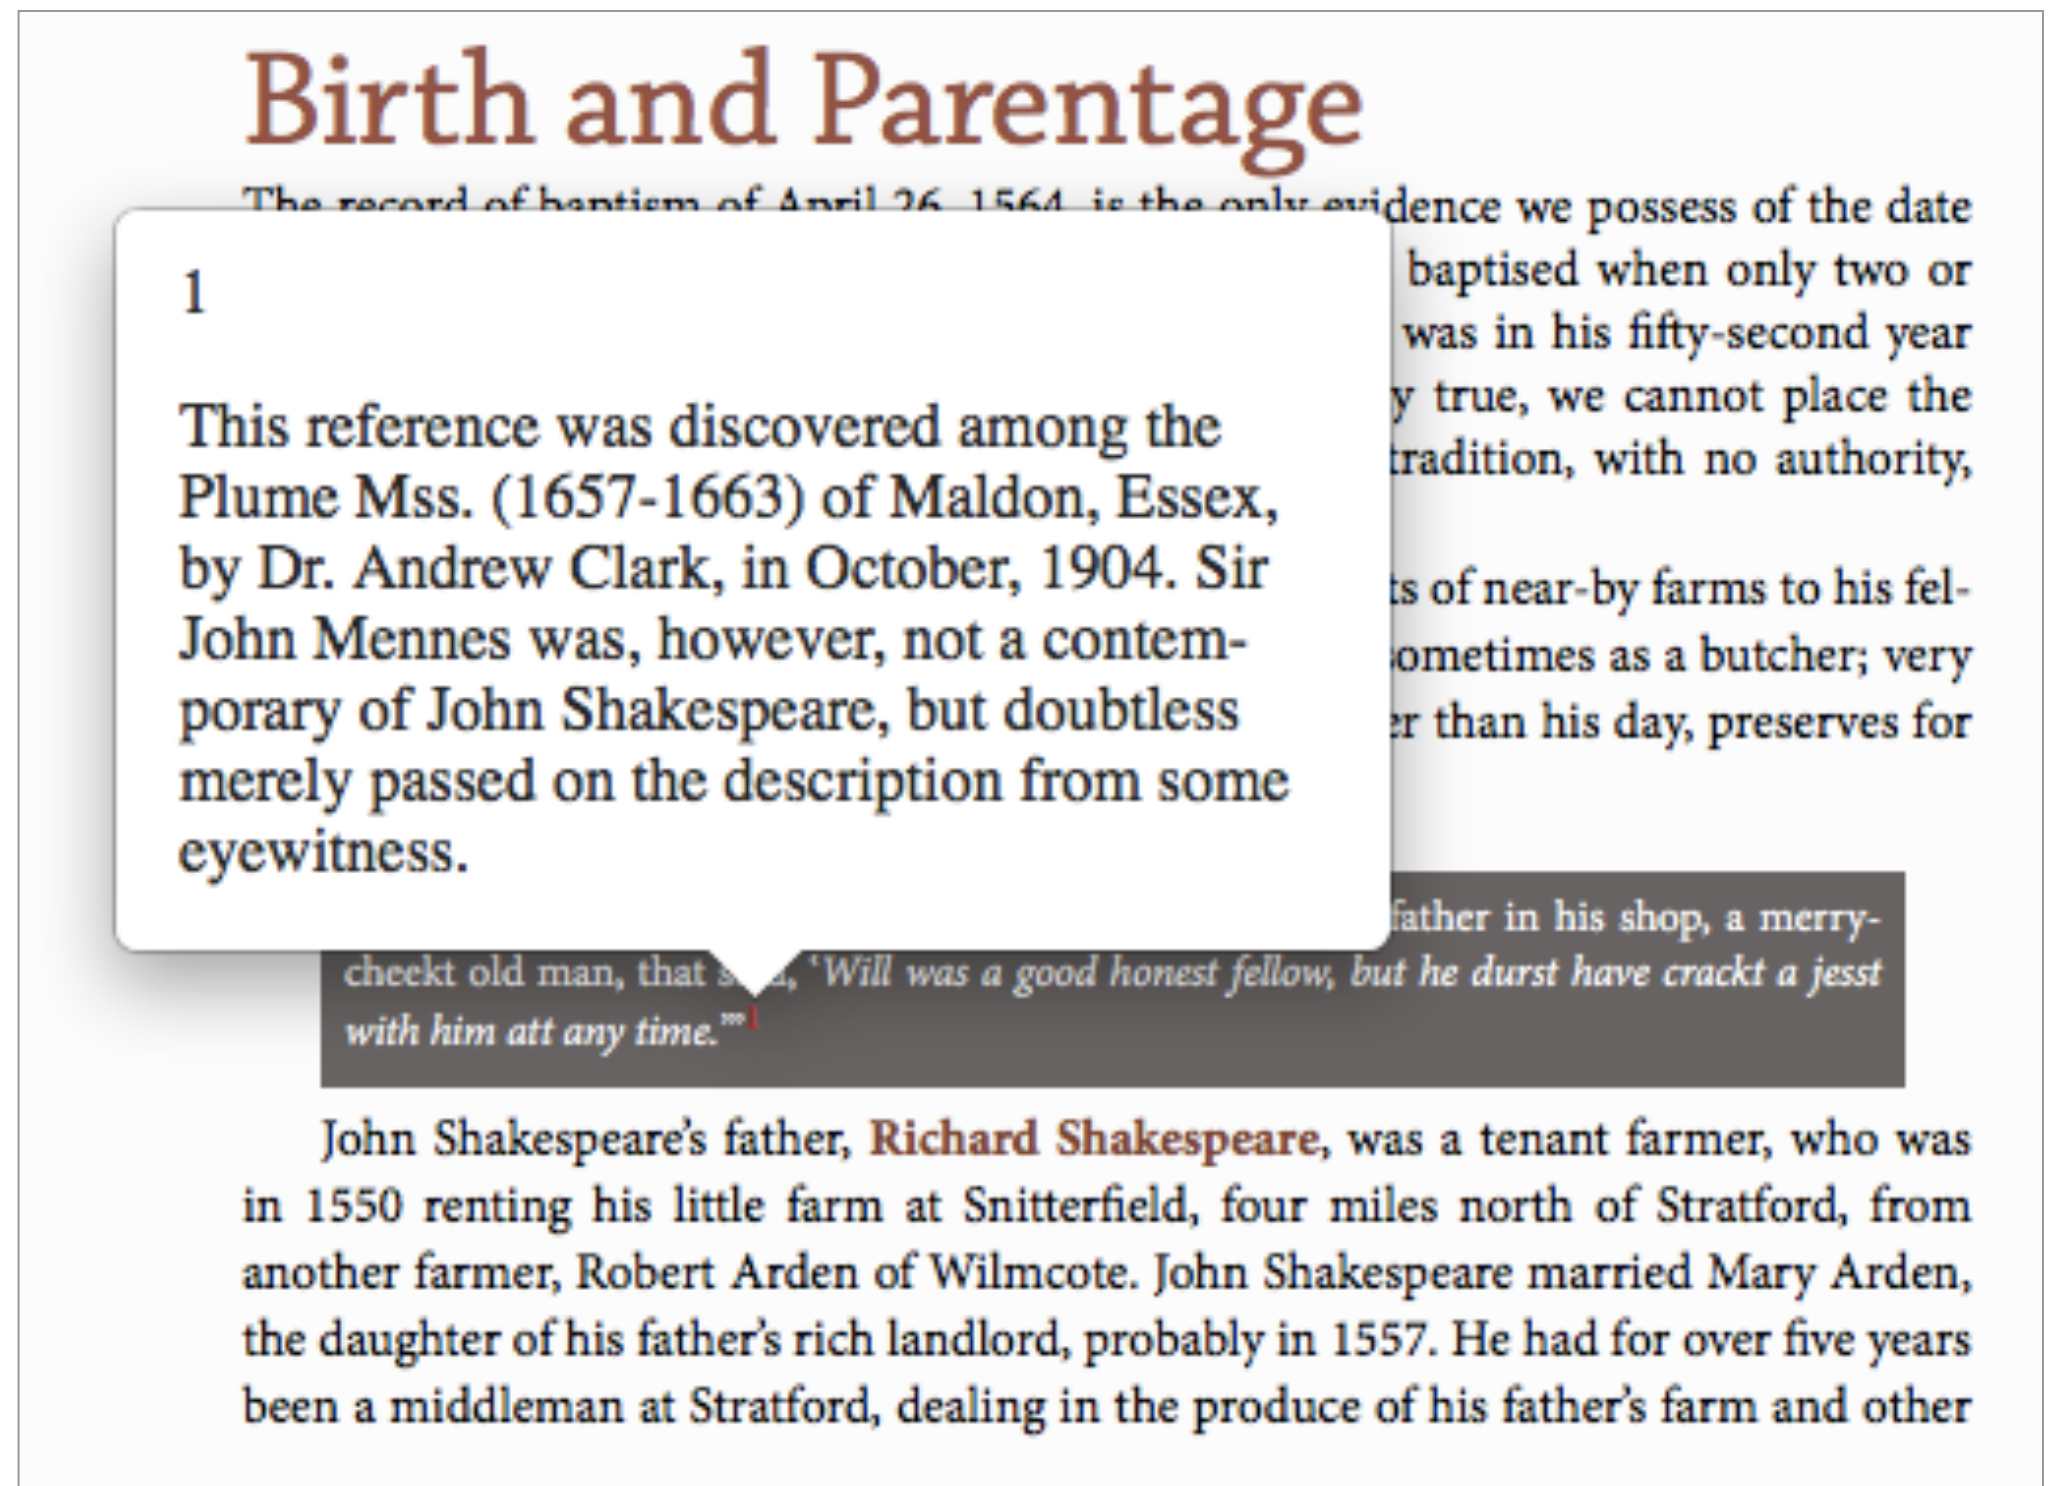 Birth and Parentage
The record of baptism of April 26, 1564, is the only evidence we possess of the date
baptised when only two or
was in his fifty-second year
y true, we cannot place the
tradition, with no authority,
ts of near-by farms to his fel-
sometimes as a butcher; very
er than his day, preserves for
1
This reference was discovered among the
Plume Mss. (1657-1663) of Maldon, Essex,
by Dr. Andrew Clark, in October, 1904. Sir
John Mennes was, however, not a contem-
porary of John Shakespeare, but doubtless
merely passed on the description from some
eyewitness.
father in his shop, a merry-
cheekt old man, that ‘Will was a good honest fellow, but he durst have crackt a jesst
with him att any time.’”1
John Shakespeare’s father, Richard Shakespeare, was a tenant farmer, who was
in 1550 renting his little farm at Snitterfield, four miles north of Stratford, from
another farmer, Robert Arden of Wilmcote. John Shakespeare married Mary Arden,
the daughter of his father’s rich landlord, probably in 1557. He had for over five years
been a middleman at Stratford, dealing in the produce of his father’s farm and other